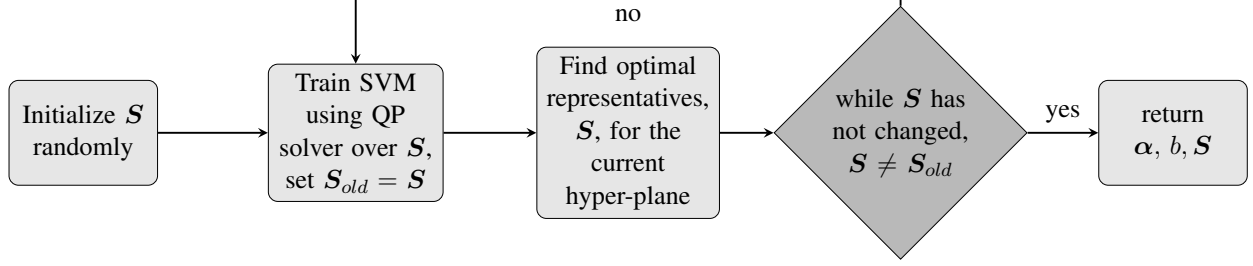 no
Initialize S
randomly
Train SVM
using QP
solver over S,
set S_old = S
Find optimal
representatives,
S, for the
current
hyper-plane
while S has
not changed,
S ≠ S_old
yes
return
α, b, S